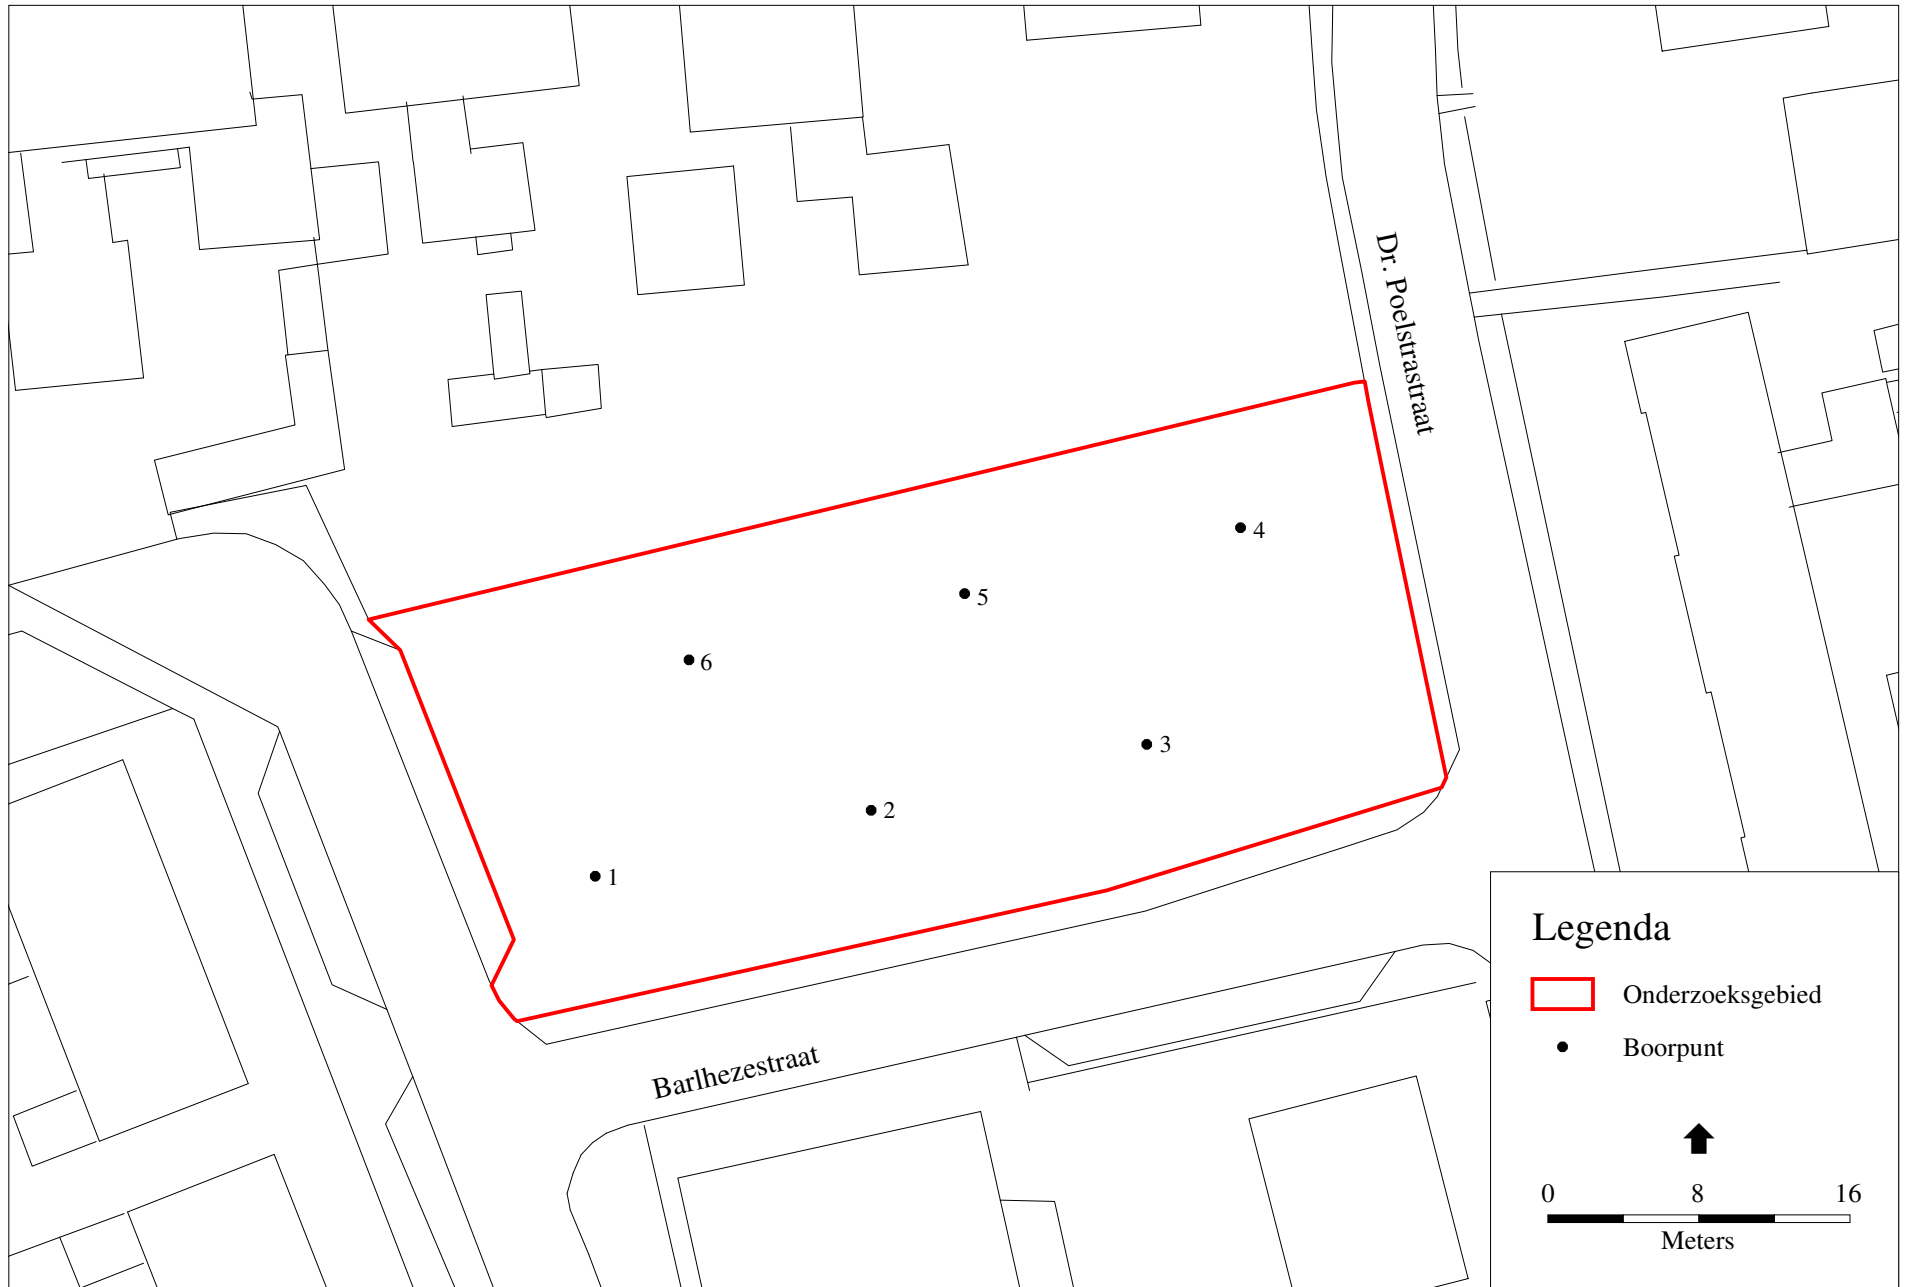 Dr. Poelstrastraat
4
5
6
3
2
1
Barlhezestraat
Legenda
Onderzoeksgebied
Boorpunt
0 8 16
Meters